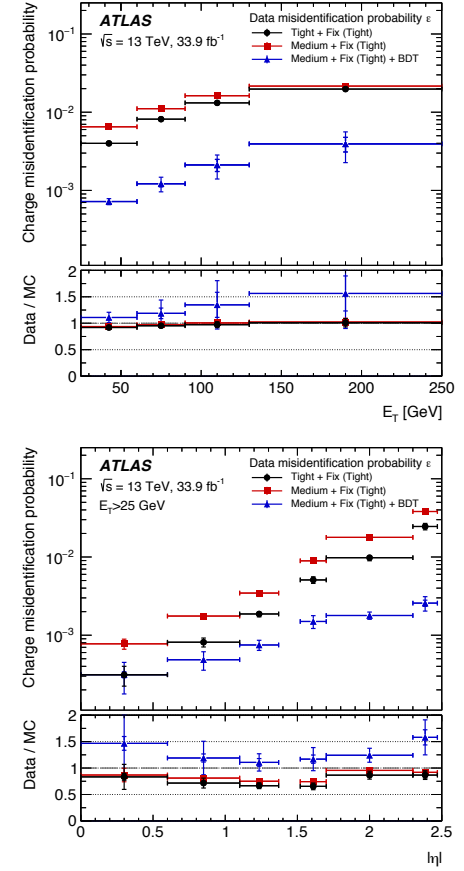 ATLAS
√s = 13 TeV, 33.9 fb⁻¹
Data misidentification probability ε
Tight + Fix (Tight)
Medium + Fix (Tight)
Medium + Fix (Tight) + BDT
Charge misidentification probability
10⁻¹
10⁻²
10⁻³
Data / MC
2
1.5
1
0.5
0
50 100 150 200 250
E_T [GeV]
ATLAS
√s = 13 TeV, 33.9 fb⁻¹
E_T>25 GeV
Data misidentification probability ε
Tight + Fix (Tight)
Medium + Fix (Tight)
Medium + Fix (Tight) + BDT
Charge misidentification probability
10⁻¹
10⁻²
10⁻³
Data / MC
2
1.5
1
0.5
0
0 0.5 1 1.5 2 2.5
|η|